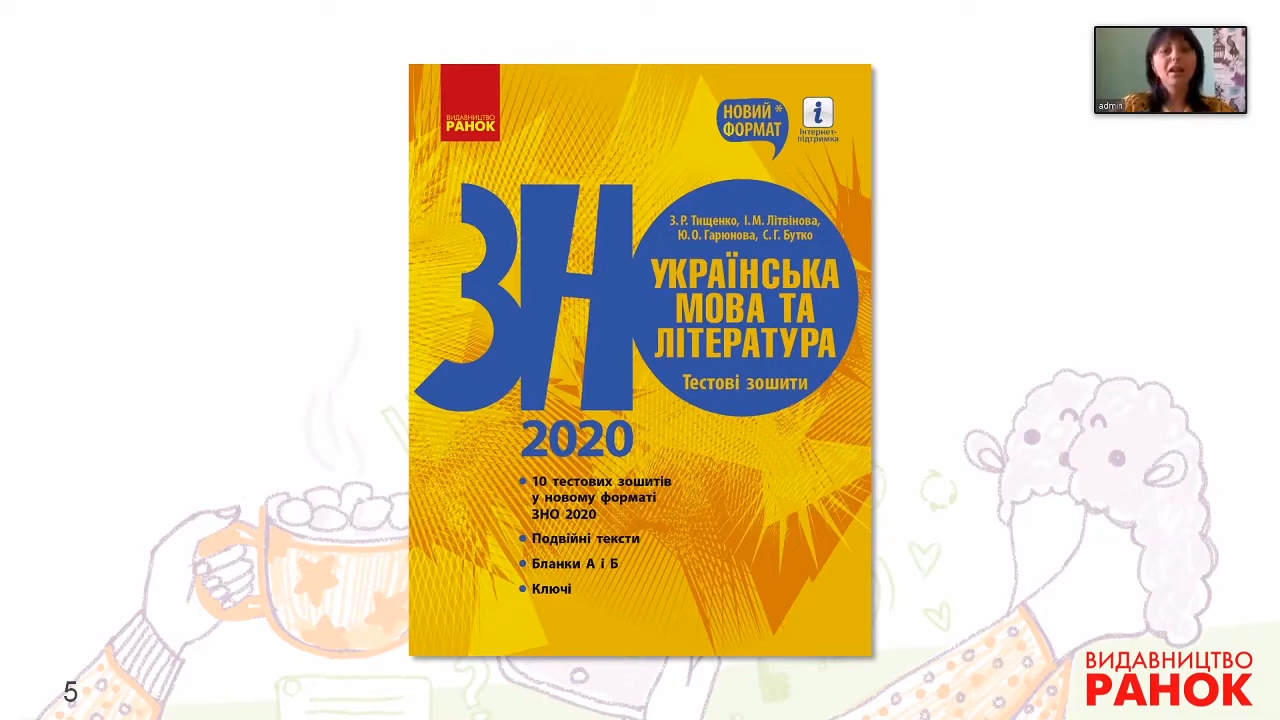 ВИДАВНИЦТВО
РАНОК
НОВИЙ *
ФОРМАТ
i
Інтернет-
підтримка
admin
ЗНО
З. Р. Тищенко, І. М. Літвінова,
Ю. О. Гарюнова, С. Г. Бутко
УКРАЇНСЬКА
МОВА ТА
ЛІТЕРАТУРА
Тестові зошити
2020
• 10 тестових зошитів
у новому форматі
ЗНО 2020
• Подвійні тексти
• Бланки А і Б
• Ключі
5
ВИДАВНИЦТВО
РАНОК